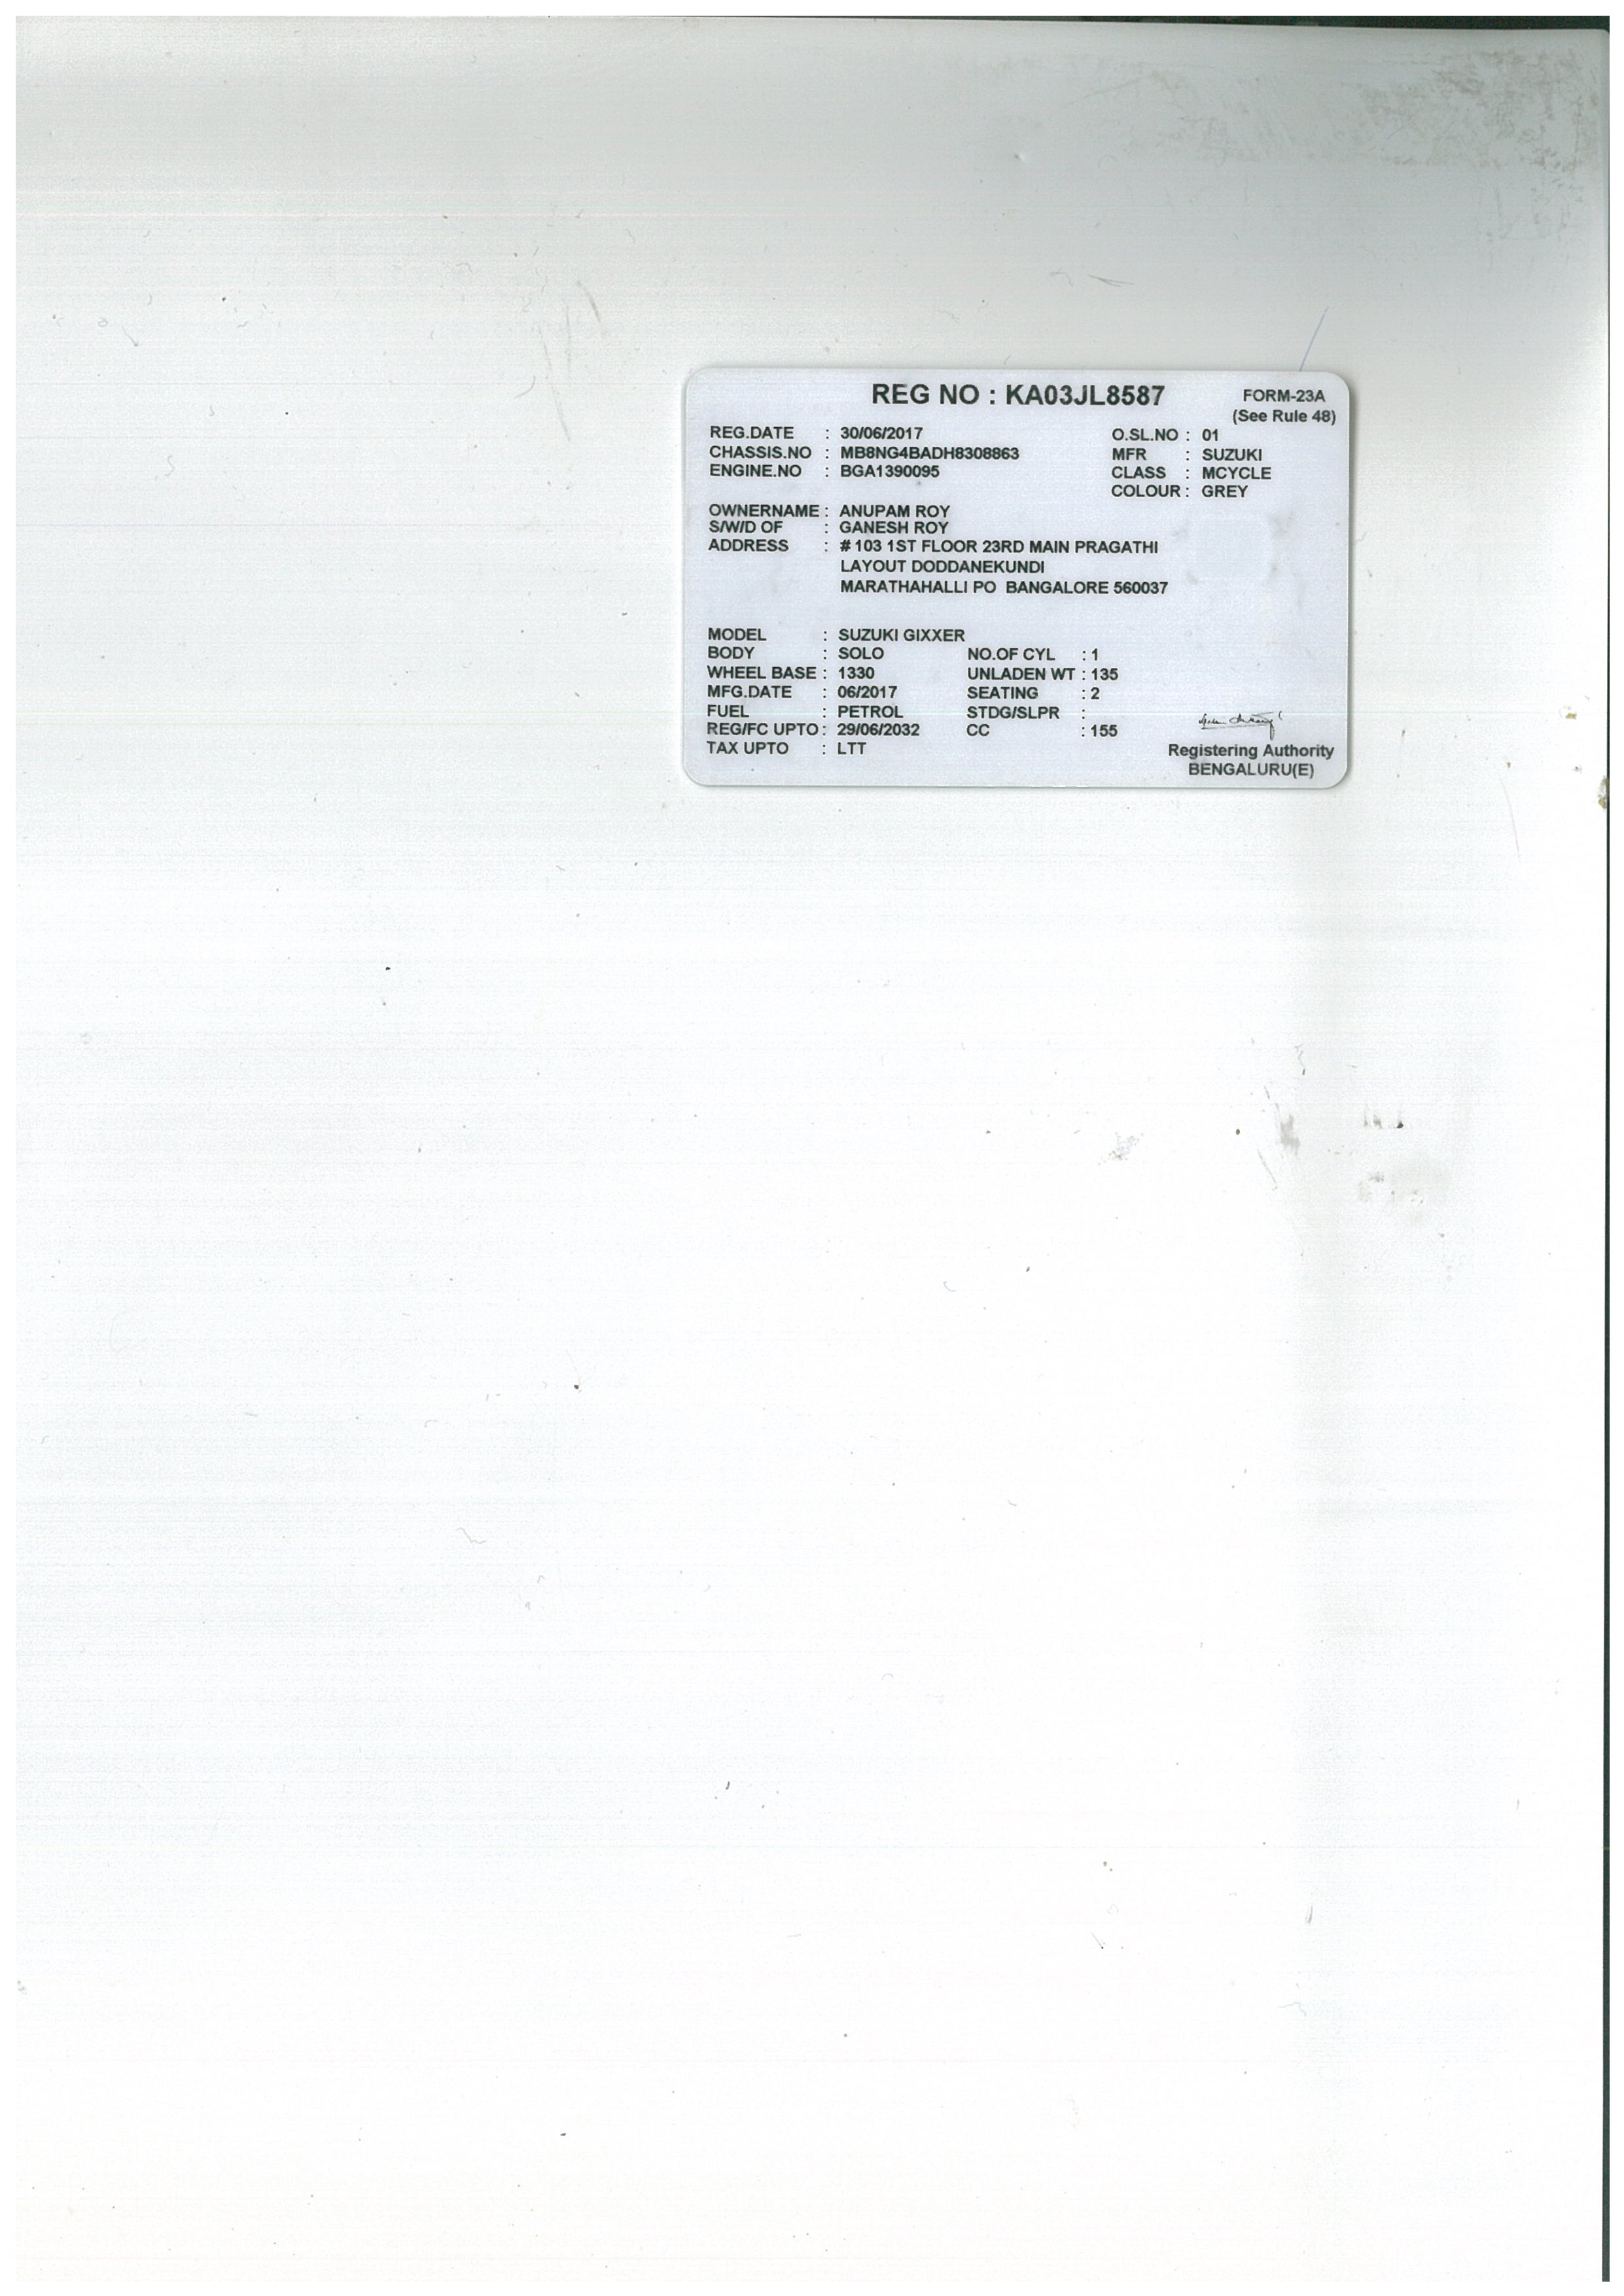 REG NO : KA03JL8587
FORM-23A
(See Rule 48)
REG.DATE : 30/06/2017 O.SL.NO : 01
CHASSIS.NO : MB8NG4BADH8308863 MFR : SUZUKI
ENGINE.NO : BGA1390095 CLASS : MCYCLE
COLOUR : GREY
OWNERNAME : ANUPAM ROY
S/W/D OF : GANESH ROY
ADDRESS : # 103 1ST FLOOR 23RD MAIN PRAGATHI
LAYOUT DODDANEKUNDI
MARATHAHALLI PO BANGALORE 560037
MODEL : SUZUKI GIXXER
BODY : SOLO NO.OF CYL : 1
WHEEL BASE : 1330 UNLADEN WT : 135
MFG.DATE : 06/2017 SEATING : 2
FUEL : PETROL STDG/SLPR :
REG/FC UPTO : 29/06/2032 CC : 155
TAX UPTO : LTT
Registering Authority
BENGALURU(E)